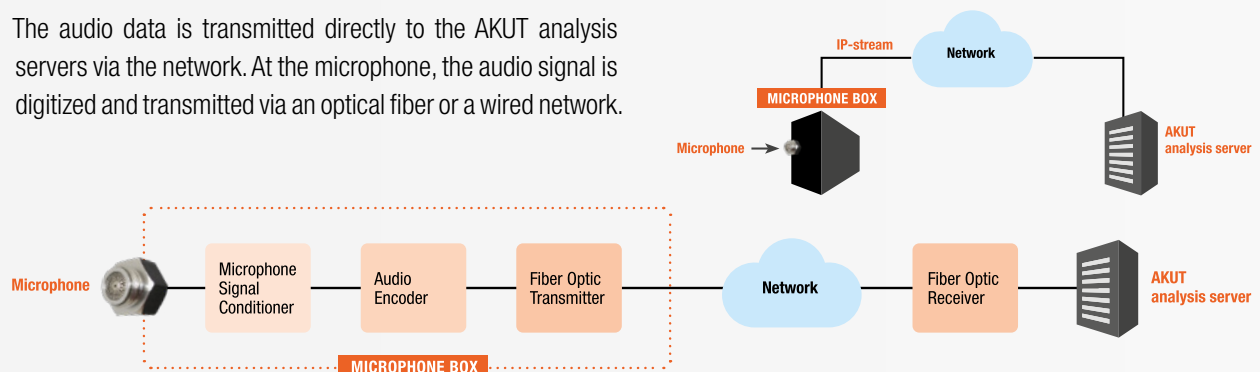 The audio data is transmitted directly to the AKUT analysis
servers via the network. At the microphone, the audio signal is
digitized and transmitted via an optical fiber or a wired network.
IP-stream
Network
MICROPHONE BOX
Microphone
AKUT
analysis server
Microphone
Microphone
Signal
Conditioner
Audio
Encoder
Fiber Optic
Transmitter
Network
Fiber Optic
Receiver
AKUT
analysis server
MICROPHONE BOX